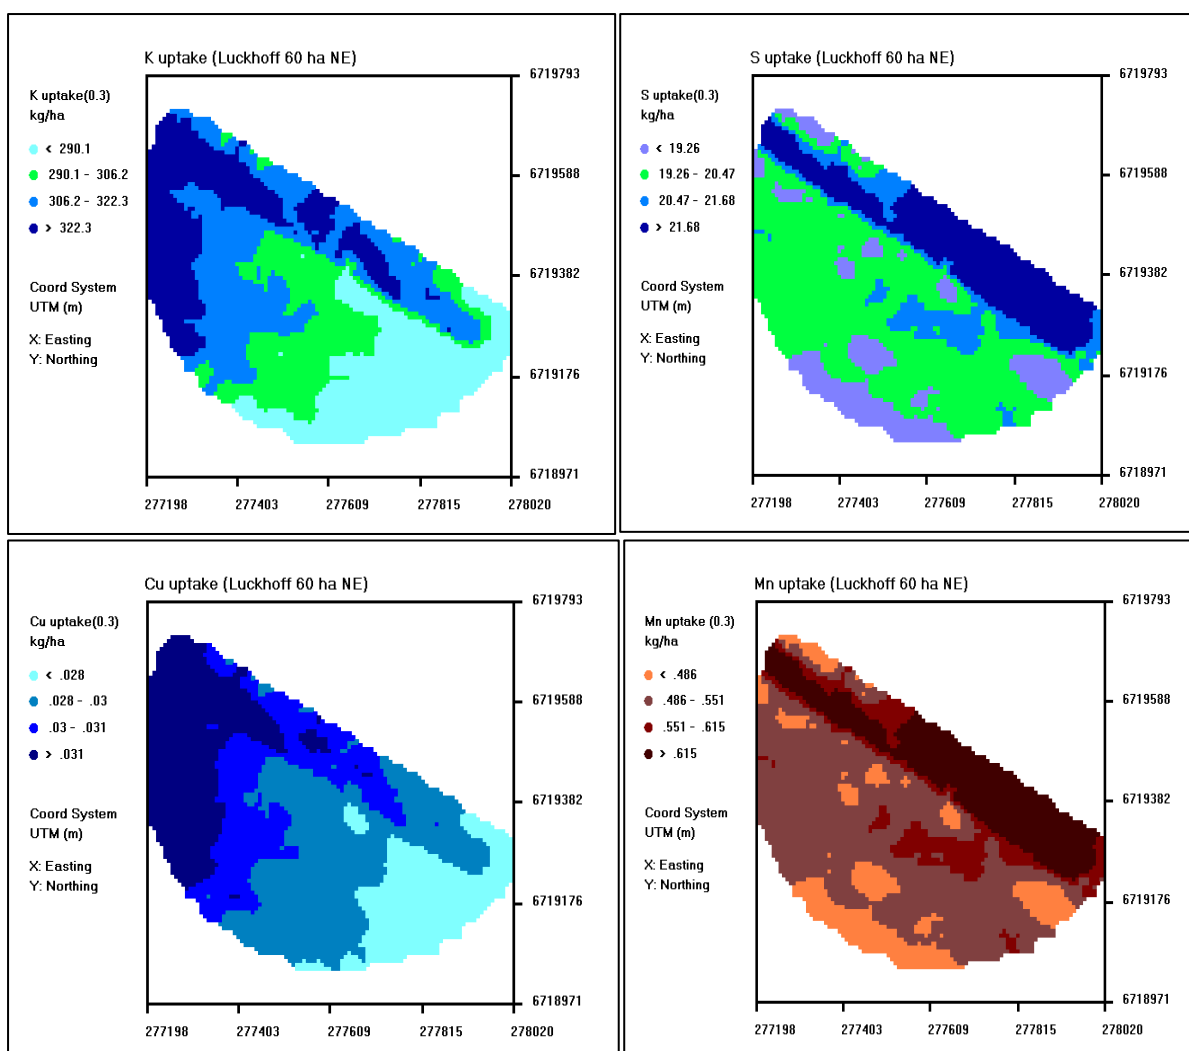 K uptake (Luckhoff 60 ha NE)
K uptake(0.3)
kg/ha
< 290.1
290.1 - 306.2
306.2 - 322.3
> 322.3
Coord System
UTM (m)
X: Easting
Y: Northing
6719793
6719588
6719382
6719176
6718971
277198 277403 277609 277815 278020
S uptake (Luckhoff 60 ha NE)
S uptake(0.3)
kg/ha
< 19.26
19.26 - 20.47
20.47 - 21.68
> 21.68
Coord System
UTM (m)
X: Easting
Y: Northing
6719793
6719588
6719382
6719176
6718971
277198 277403 277609 277815 278020
Cu uptake (Luckhoff 60 ha NE)
Cu uptake(0.3)
kg/ha
< .028
.028 - .03
.03 - .031
> .031
Coord System
UTM (m)
X: Easting
Y: Northing
6719793
6719588
6719382
6719176
6718971
277198 277403 277609 277815 278020
Mn uptake (Luckhoff 60 ha NE)
Mn uptake (0.3)
kg/ha
< .486
.486 - .551
.551 - .615
> .615
Coord System
UTM (m)
X: Easting
Y: Northing
6719793
6719588
6719382
6719176
6718971
277198 277403 277609 277815 278020